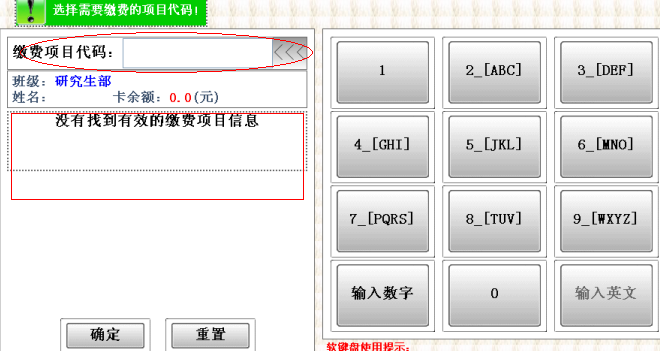 选择需要缴费的项目代码!
缴费项目代码:
班级: 研究生部
姓名: 卡余额: 0.0(元)
没有找到有效的缴费项目信息
确定 重置
1 2_[ABC] 3_[DEF]
4_[GHI] 5_[JKL] 6_[MNO]
7_[PQRS] 8_[TUV] 9_[WXYZ]
输入数字 0 输入英文
软键盘使用提示: